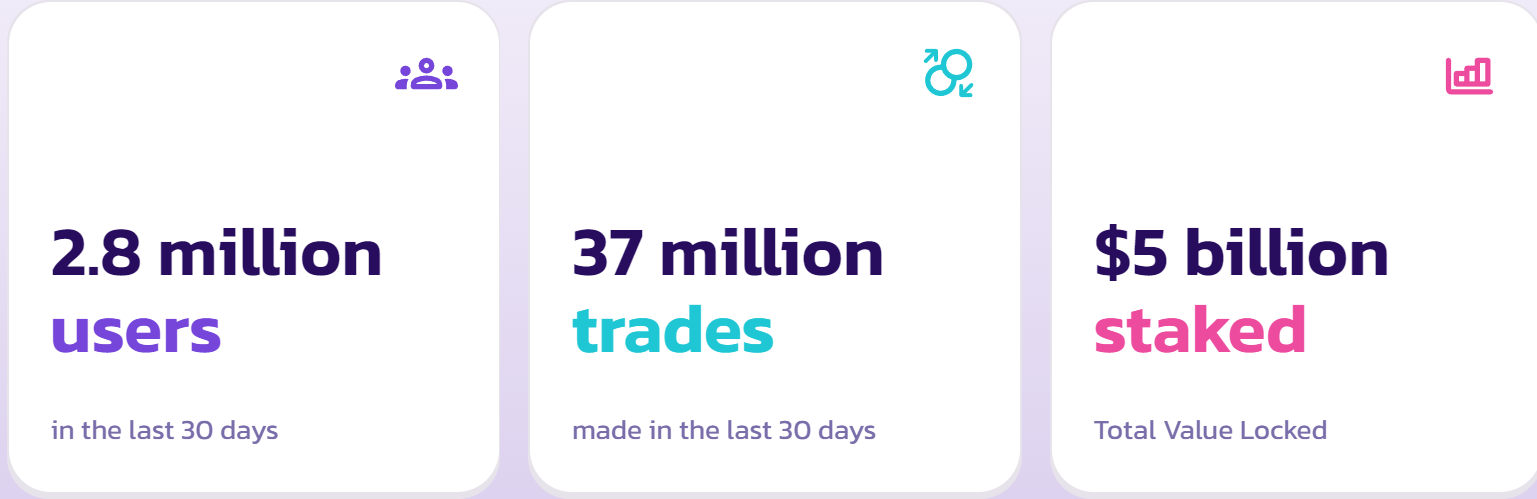 2.8 million
users
in the last 30 days
37 million
trades
made in the last 30 days
$5 billion
staked
Total Value Locked